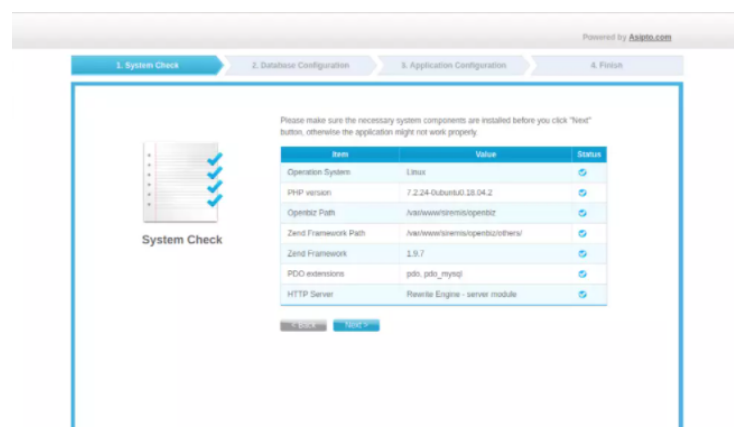 Powered by Asipto.com
1. System Check
2. Database Configuration
3. Application Configuration
4. Finish
Please make sure the necessary system components are installed before you click "Next"
button, otherwise the application might not work properly.
Item Value Status
Operation System Linux
PHP version 7.2.24-0ubuntu0.18.04.2
Openbiz Path /var/www/siremis/openbiz
Zend Framework Path /var/www/siremis/openbiz/others/
Zend Framework 1.9.7
PDO extensions pdo, pdo_mysql
HTTP Server Rewrite Engine - server module
System Check
< Back Next >